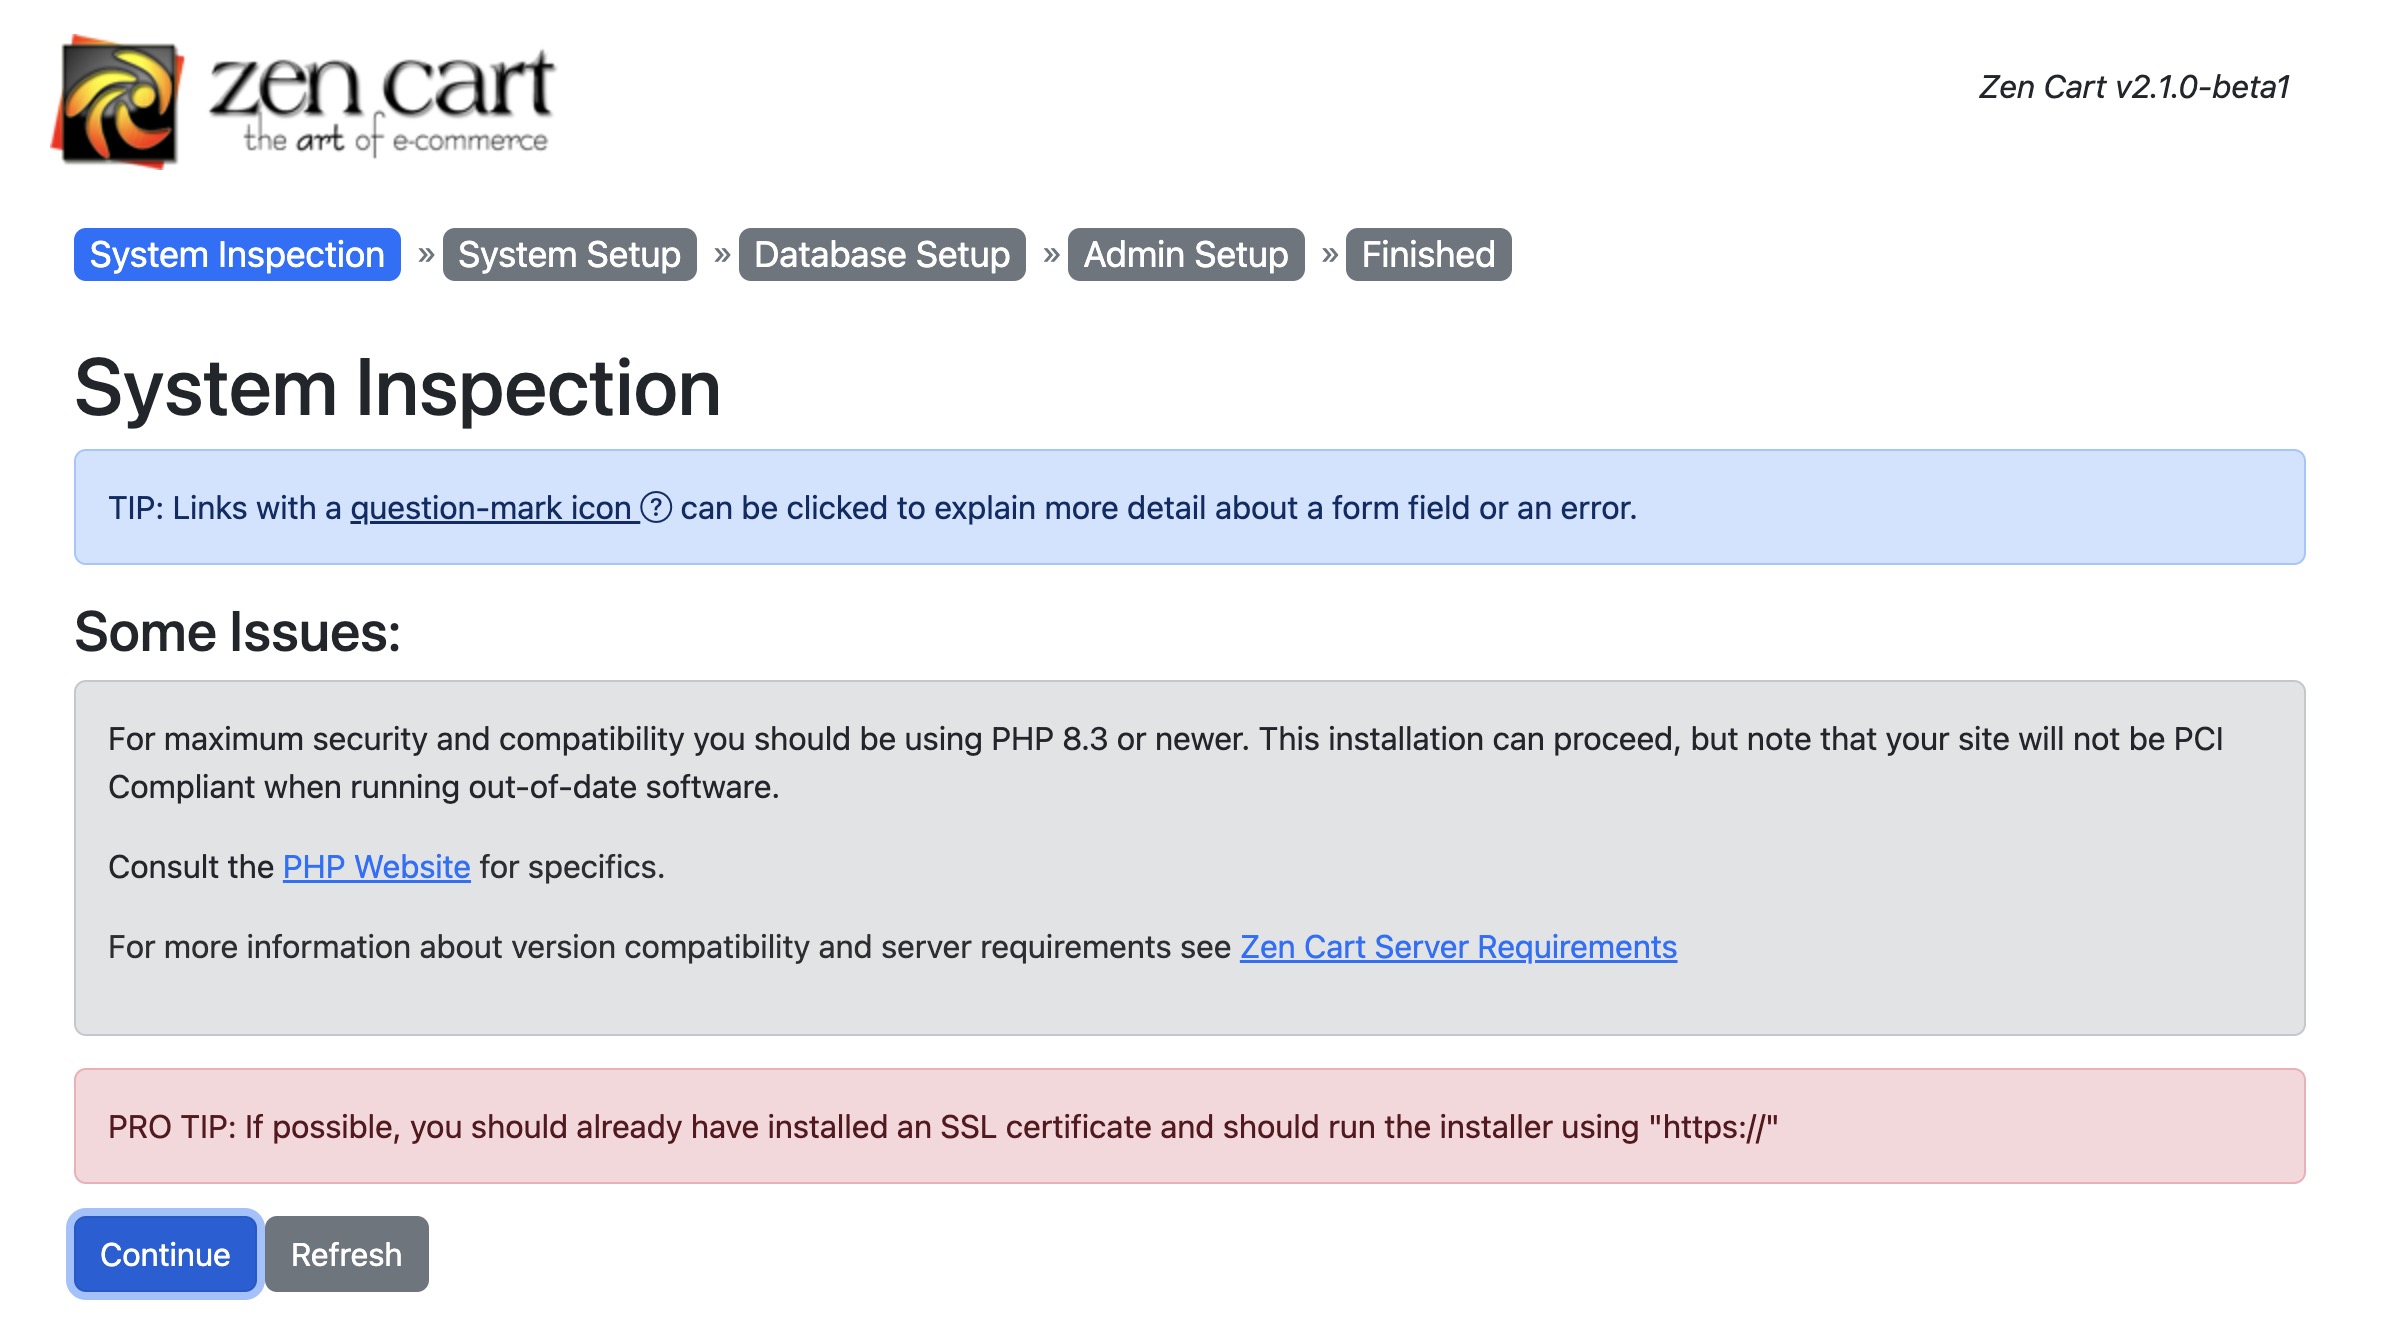 zen cart
the art of e-commerce
Zen Cart v2.1.0-beta1
System Inspection » System Setup » Database Setup » Admin Setup » Finished
System Inspection
TIP: Links with a question-mark icon ? can be clicked to explain more detail about a form field or an error.
Some Issues:
For maximum security and compatibility you should be using PHP 8.3 or newer. This installation can proceed, but note that your site will not be PCI
Compliant when running out-of-date software.
Consult the PHP Website for specifics.
For more information about version compatibility and server requirements see Zen Cart Server Requirements
PRO TIP: If possible, you should already have installed an SSL certificate and should run the installer using "https://"
Continue Refresh